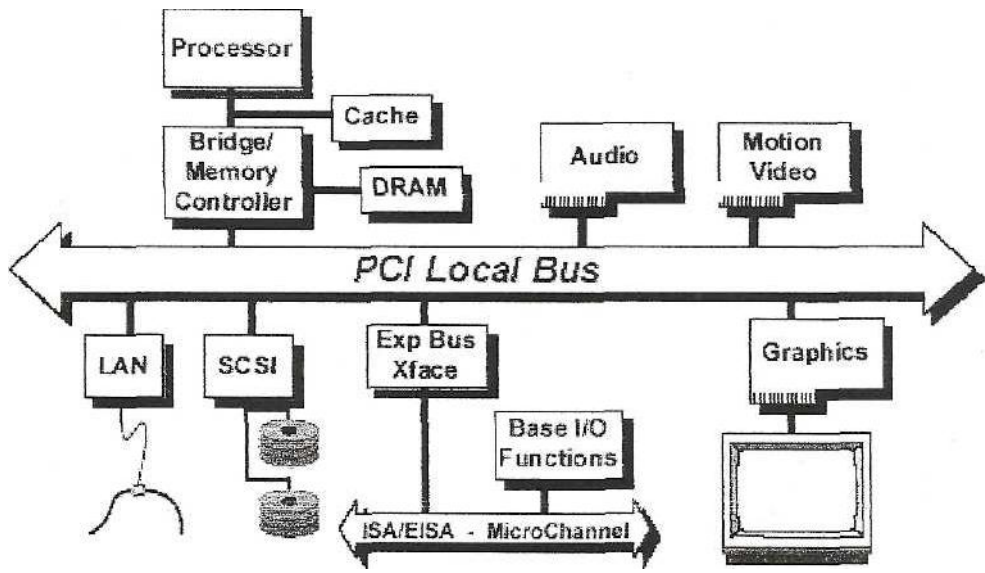 Processor
Cache
Bridge/
Memory
Controller
DRAM
Audio
Motion
Video
PCI Local Bus
LAN
SCSI
Exp Bus
Xface
Graphics
Base I/O
Functions
ISA/EISA - MicroChannel